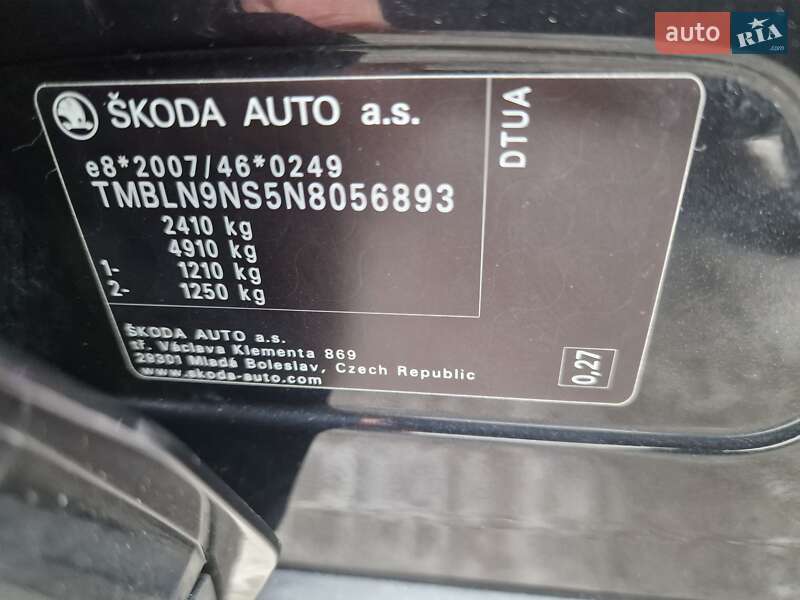 auto RIA.com
ŠKODA AUTO a.s.
DTUA
e8*2007/46*0249
TMBLN9NS5N8056893
2410 kg
4910 kg
1- 1210 kg
2- 1250 kg
ŠKODA AUTO a.s.
tř. Václava Klementa 869
29301 Mladá Boleslav, Czech Republic
www.skoda-auto.com
0,27